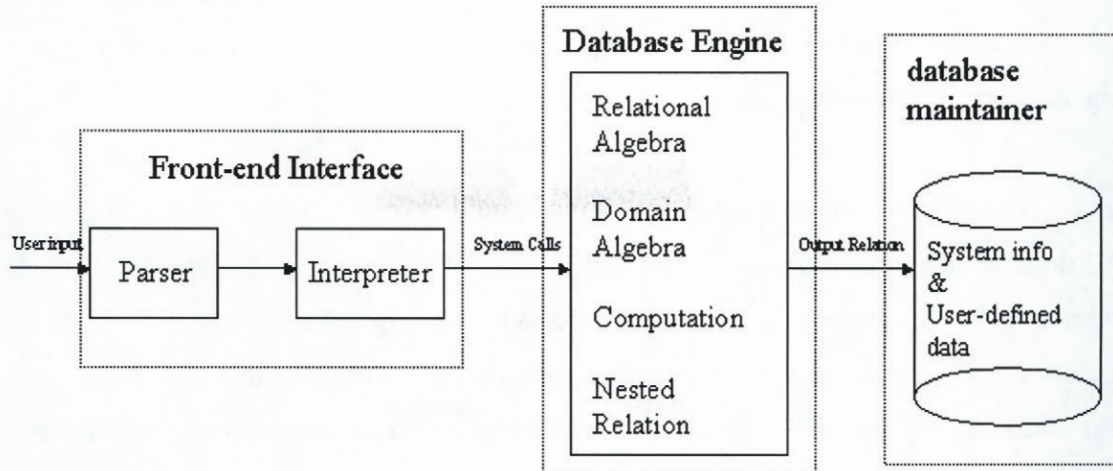 Database Engine
database
maintainer
Relational
Algebra
Front-end Interface
Domain
Algebra
User input
Parser
Interpreter
System Calls
Output Relation
System info
&
User-defined
data
Computation
Nested
Relation